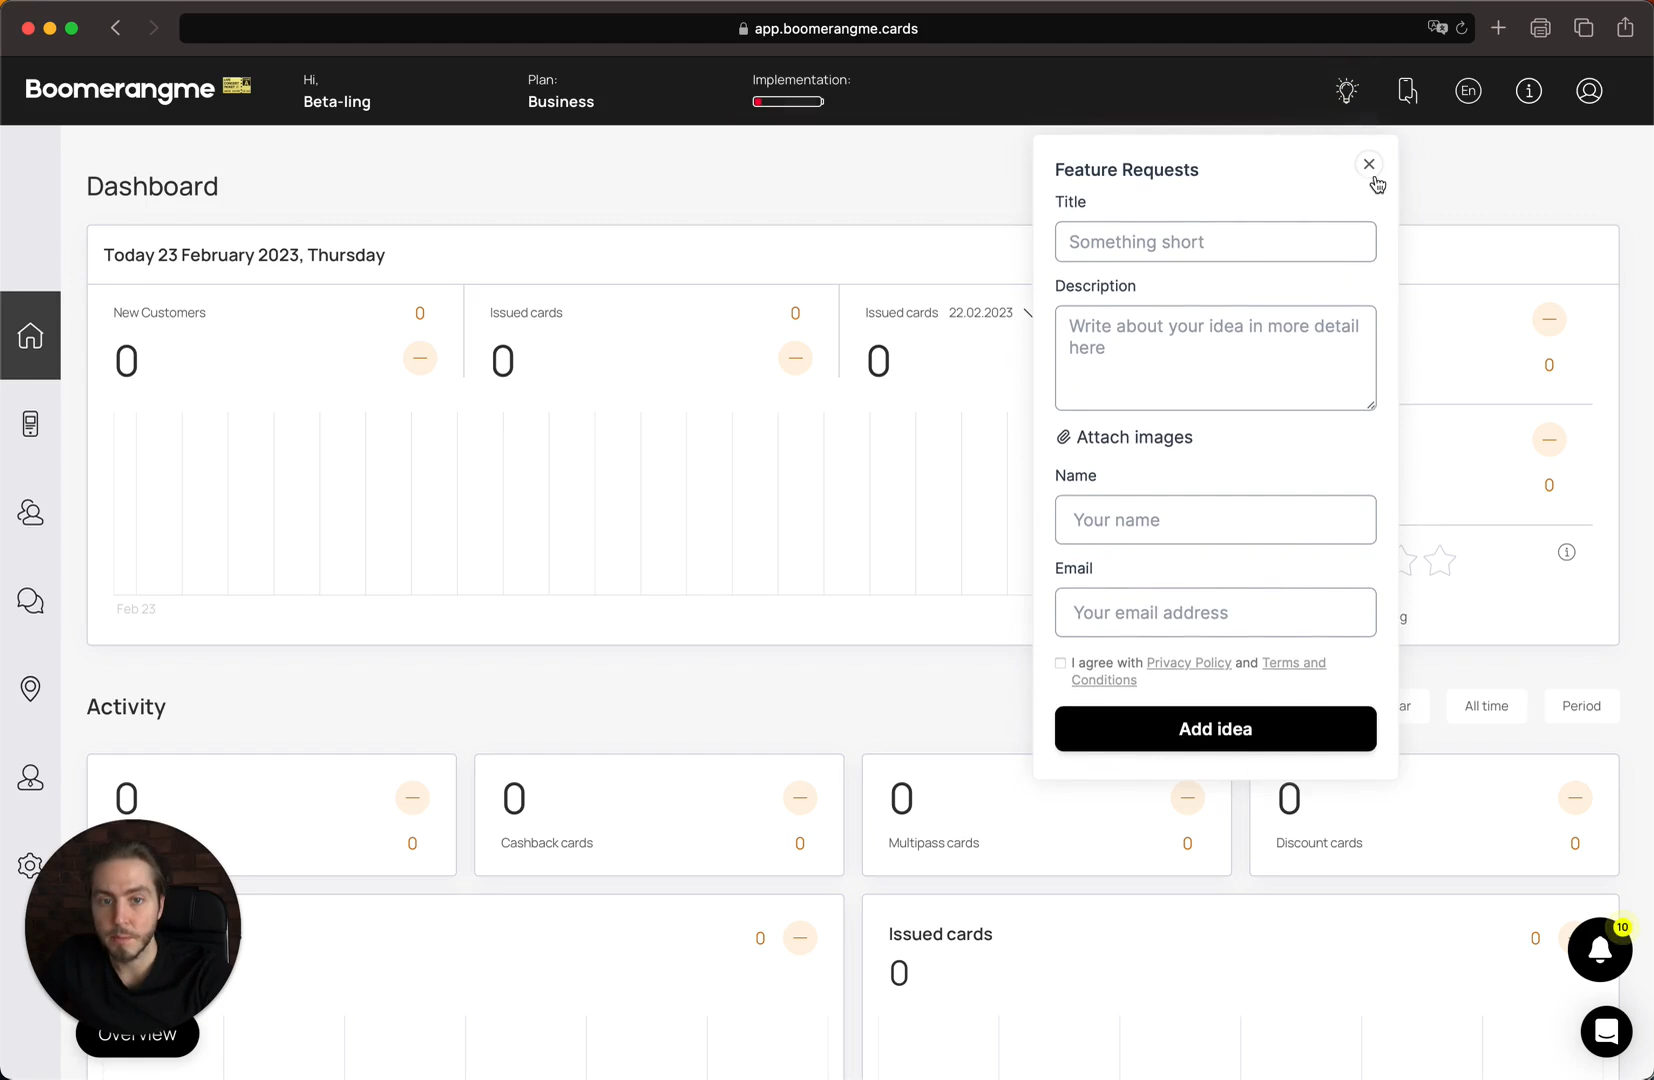 app.boomerangme.cards
Boomerangme
Hi,
Beta-ling
Plan:
Business
Implementation:
En
Dashboard
Today 23 February 2023, Thursday
New Customers 0
0
Issued cards 0
0
Issued cards 22.02.2023
0
Feb 23
0
0
g
Feature Requests
Title
Something short
Description
Write about your idea in more detail
here
Attach images
Name
Your name
Email
Your email address
I agree with Privacy Policy and Terms and
Conditions
Add idea
Activity
ar
All time
Period
0
0
0
Cashback cards 0
0
Multipass cards 0
0
Discount cards 0
0
Issued cards
0
0
10
Overview